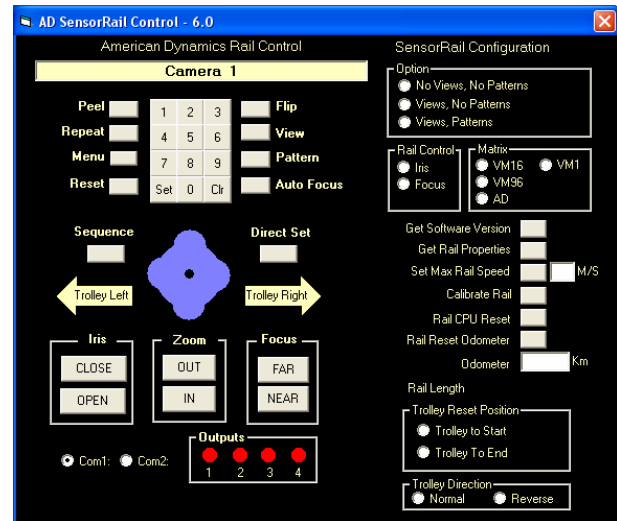 AD SensorRail Control - 6.0
American Dynamics Rail Control
Camera 1
Peel
1 2 3
Flip
Repeat
4 5 6
View
Menu
7 8 9
Pattern
Reset
Set 0 Clr
Auto Focus
Sequence
Direct Set
Trolley Left
Trolley Right
Iris
CLOSE
OPEN
Zoom
OUT
IN
Focus
FAR
NEAR
Com1: Com2:
Outputs
1 2 3 4
SensorRail Configuration
Option
No Views, No Patterns
Views, No Patterns
Views, Patterns
Rail Control
Iris
Focus
Matrix
VM16 VM1
VM96
AD
Get Software Version
Get Rail Properties
Set Max Rail Speed M/S
Calibrate Rail
Rail CPU Reset
Rail Reset Odometer
Odometer Km
Rail Length
Trolley Reset Position
Trolley to Start
Trolley To End
Trolley Direction
Normal Reverse